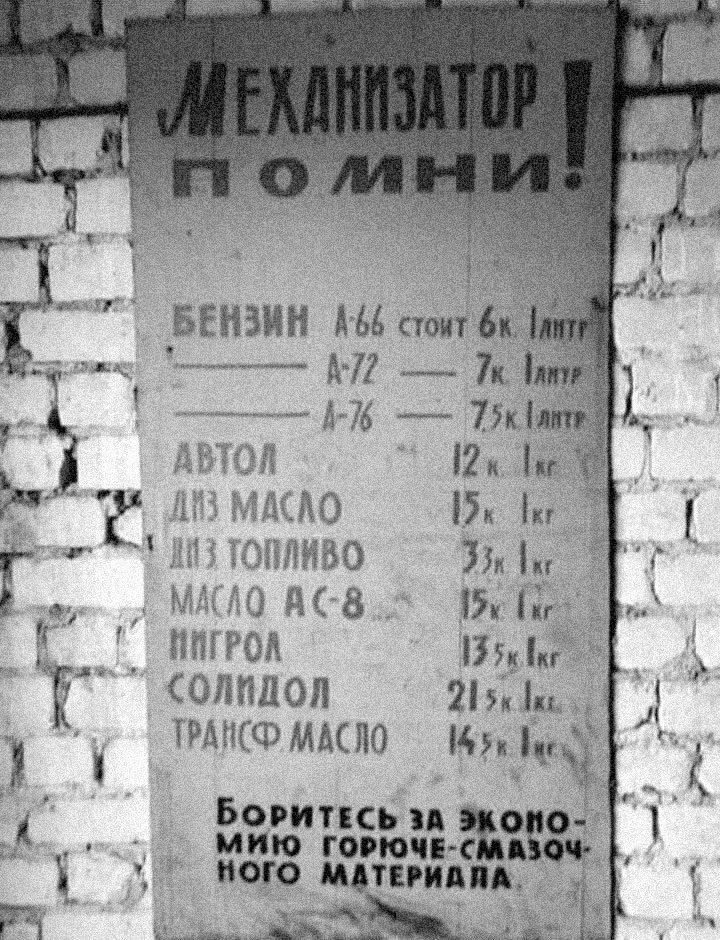 МЕХАНИЗАТОР
ПОМНИ!
БЕНЗИН А-66 СТОИТ 6К 1ЛИТР
—— А-72 — 7К. 1ЛИТР
—— А-76 — 7,5К. 1ЛИТР
АВТОЛ 12К 1КГ
ДИЗ МАСЛО 15К 1КГ
ДИЗ ТОПЛИВО 33К 1КГ
МАСЛО АС-8 15К 1КГ
НИГРОЛ 13 5К 1КГ
СОЛИДОЛ 21 5К 1КГ.
ТРАНСФ. МАСЛО 14 5К 1КГ
БОРИТЕСЬ ЗА ЭКОНО-
МИЮ ГОРЮЧЕ-СМАЗОЧ-
НОГО МАТЕРИАЛА.